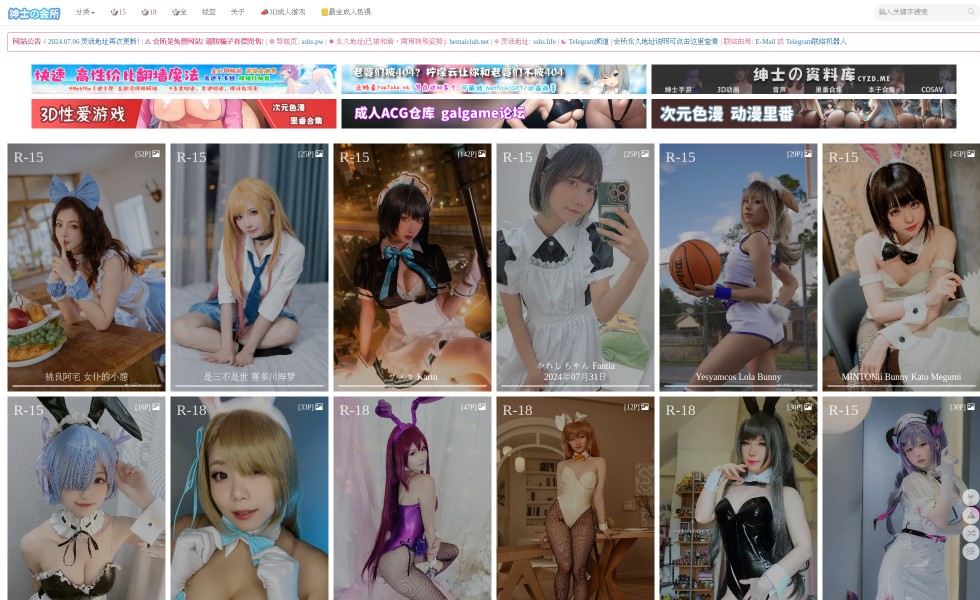 绅士の会所
分类 15 18 全 标签 关于 3D成人游戏 最全成人色漫 输入关键字搜索
网站公告: 2024.07.06 灵活地址再次更新! | 会所是免费网站! 谨防骗子有偿兜售! | 导航页: sshs.pw | 永久地址(已被和谐, 需用特殊姿势): hentaiclub.net | 灵活地址: sshs.life | Telegram频道 | 会所永久地址说明可点击这里查看 | 联络由希: E-Mail 或 Telegram联络机器人
快速 高性价比翻墙魔法
老婆们被404? 柠檬云让你和老婆们不被404
绅士の资料库CYZD.ME
绅士手游 3D动画 音声 里番合集 本子合集 COSAV
3D性爱游戏 次元色漫
里番合集
成人ACG仓库 galgame论坛
次元色漫 动漫里番
R-15 [52P]
桃良阿宅 女仆的小憩
R-15 [25P]
是三不是世 喜多川海梦
R-15 [142P]
Karin
R-15 [25P]
かわしちゃん Fantia
2024年07月31日
R-15 [29P]
Yesyamcos Lola Bunny
R-15 [45P]
MINTONii Bunny Kato Megumi
R-15 [16P]
R-18 [33P]
R-18 [47P]
R-18 [12P]
R-18 [30P]
R-15 [30P]